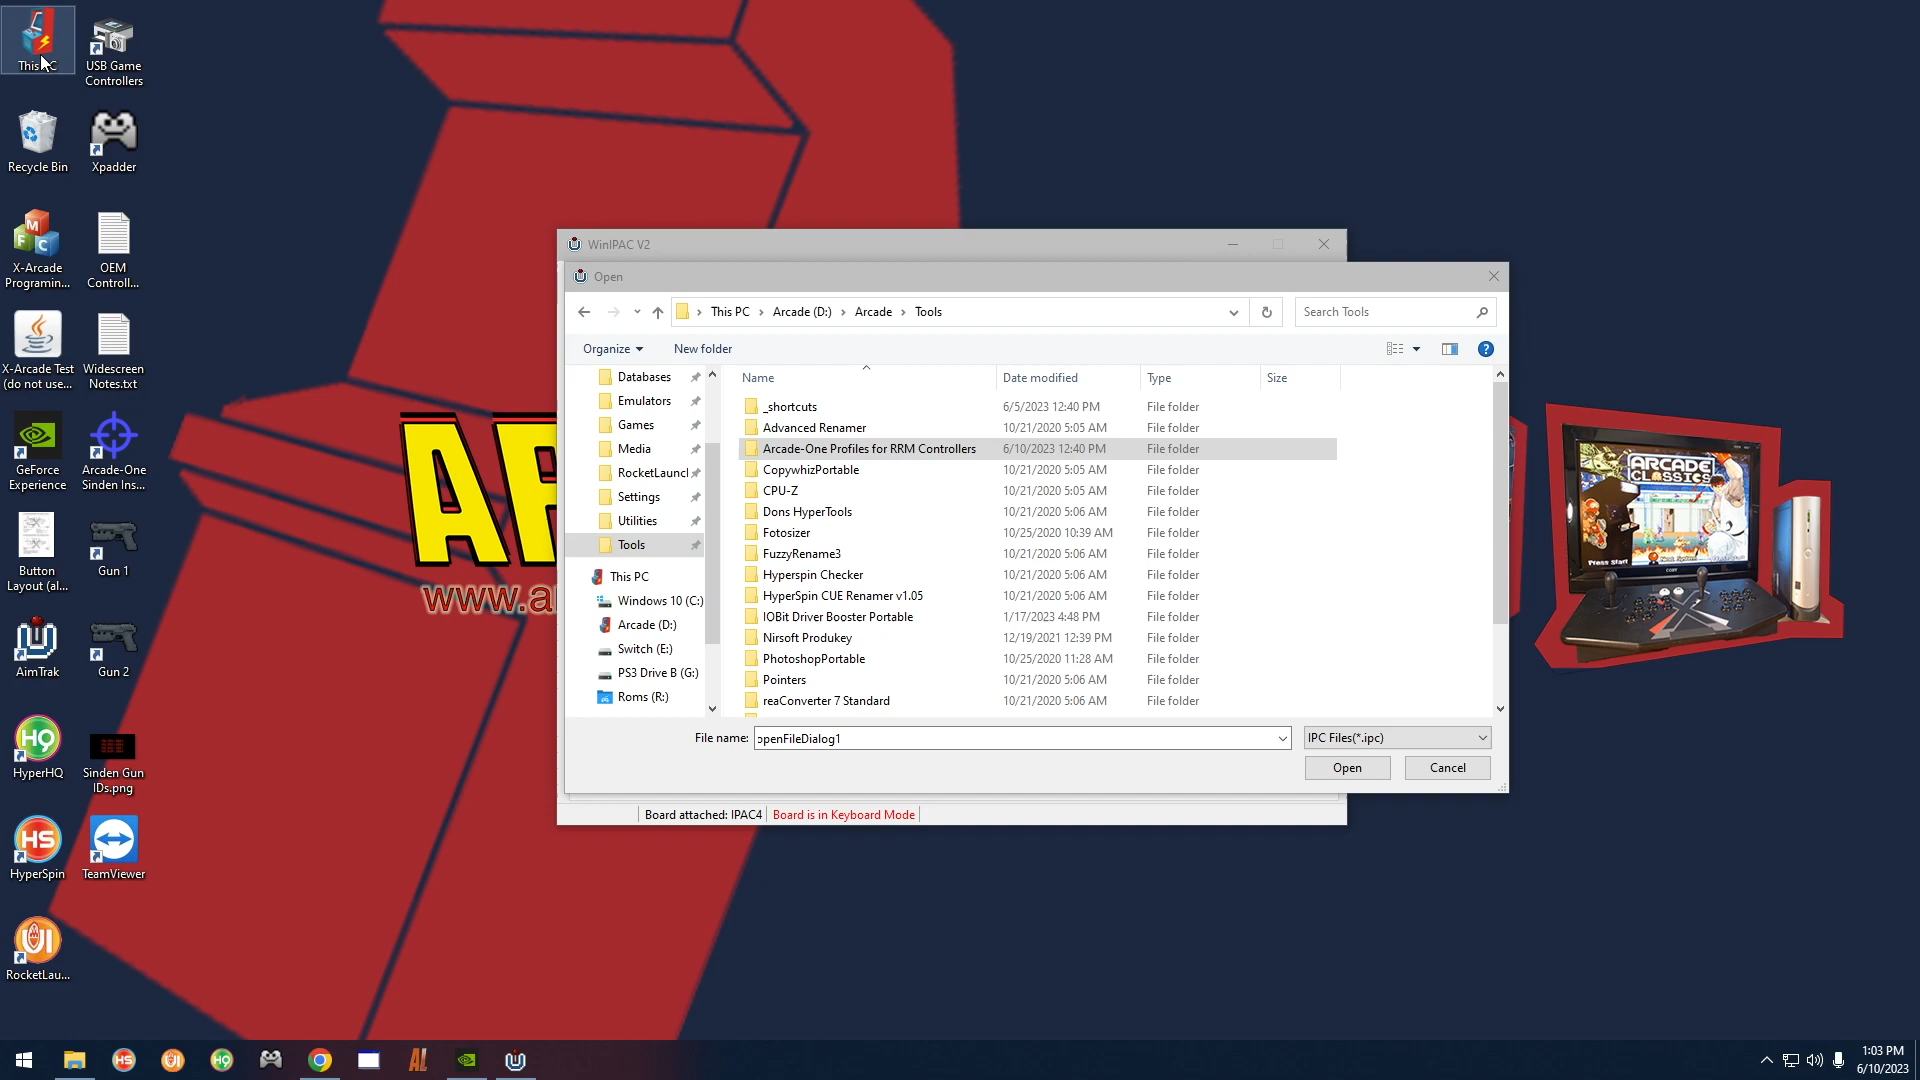 This PC
USB Game
Controllers
Recycle Bin
Xpadder
X-Arcade
Programin...
OEM
Controll...
X-Arcade Test
(do not use...
Widescreen
Notes.txt
GeForce
Experience
Arcade-One
Sinden Ins...
Button
Layout (al...
Gun 1
AimTrak
Gun 2
HyperHQ
Sinden Gun
IDs.png
HyperSpin
TeamViewer
RocketLau...
AR
www.a
WinIPAC V2
Open
This PC > Arcade (D:) > Arcade > Tools
Search Tools
Organize
New folder
Databases
Emulators
Games
Media
RocketLauncl
Settings
Utilities
Tools
This PC
Windows 10 (C:)
Arcade (D:)
Switch (E:)
PS3 Drive B (G:)
Roms (R:)
Name Date modified Type Size
_shortcuts 6/5/2023 12:40 PM File folder
Advanced Renamer 10/21/2020 5:05 AM File folder
Arcade-One Profiles for RRM Controllers 6/10/2023 12:40 PM File folder
CopywhizPortable 10/21/2020 5:05 AM File folder
CPU-Z 10/21/2020 5:05 AM File folder
Dons HyperTools 10/21/2020 5:06 AM File folder
Fotosizer 10/25/2020 10:39 AM File folder
FuzzyRename3 10/21/2020 5:06 AM File folder
Hyperspin Checker 10/21/2020 5:06 AM File folder
HyperSpin CUE Renamer v1.05 10/21/2020 5:06 AM File folder
IOBit Driver Booster Portable 1/17/2023 4:48 PM File folder
Nirsoft Produkey 12/19/2021 12:39 PM File folder
PhotoshopPortable 10/25/2020 11:28 AM File folder
Pointers 10/21/2020 5:06 AM File folder
reaConverter 7 Standard 10/21/2020 5:06 AM File folder
File name: openFileDialog1
IPC Files(*.ipc)
Open
Cancel
Board attached: IPAC4
Board is in Keyboard Mode
ARCADE
CLASSICS
Press Start
1:03 PM
6/10/2023